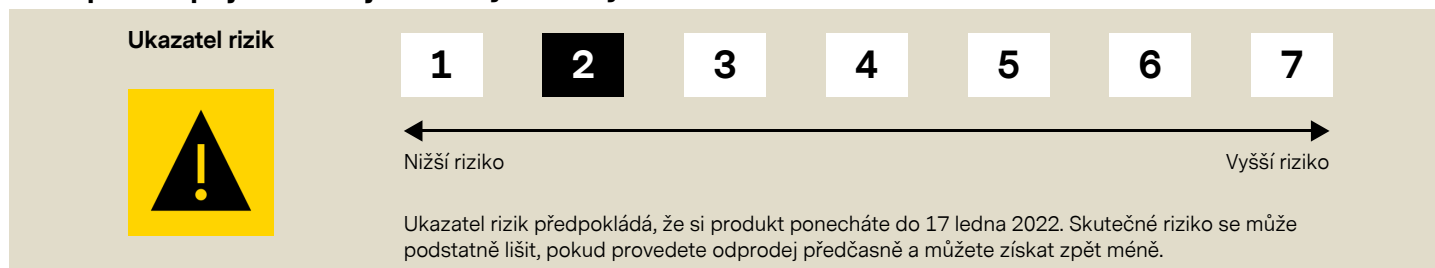 Ukazatel rizik
1 2 3 4 5 6 7
Nižší riziko Vyšší riziko
Ukazatel rizik předpokládá, že si produkt ponecháte do 17 ledna 2022. Skutečné riziko se může
podstatně lišit, pokud provedete odprodej předčasně a můžete získat zpět méně.